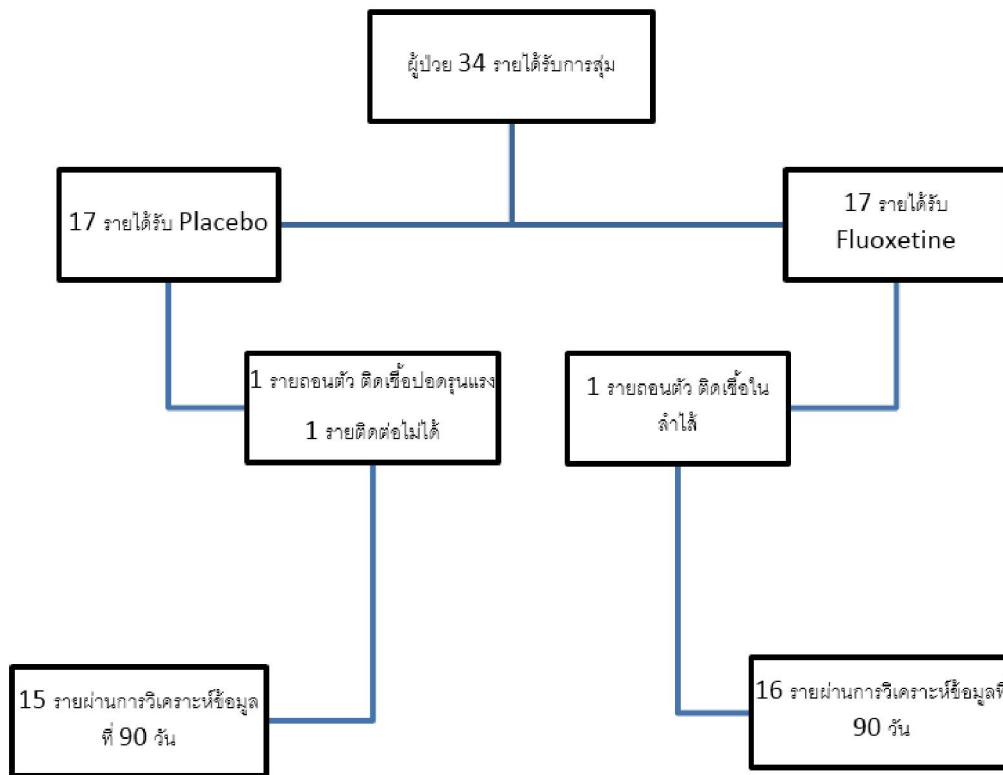 ผู้ป่วย 34 รายได้รับการสุ่ม
17 รายได้รับ Placebo
17 รายได้รับ
Fluoxetine
1 รายถอนตัว ติดเชื้อปอดรุนแรง
1 รายติดต่อไม่ได้
1 รายถอนตัว ติดเชื้อใน
ลำไส้
15 รายผ่านการวิเคราะห์ข้อมูล
ที่ 90 วัน
16 รายผ่านการวิเคราะห์ข้อมูลที่
90 วัน